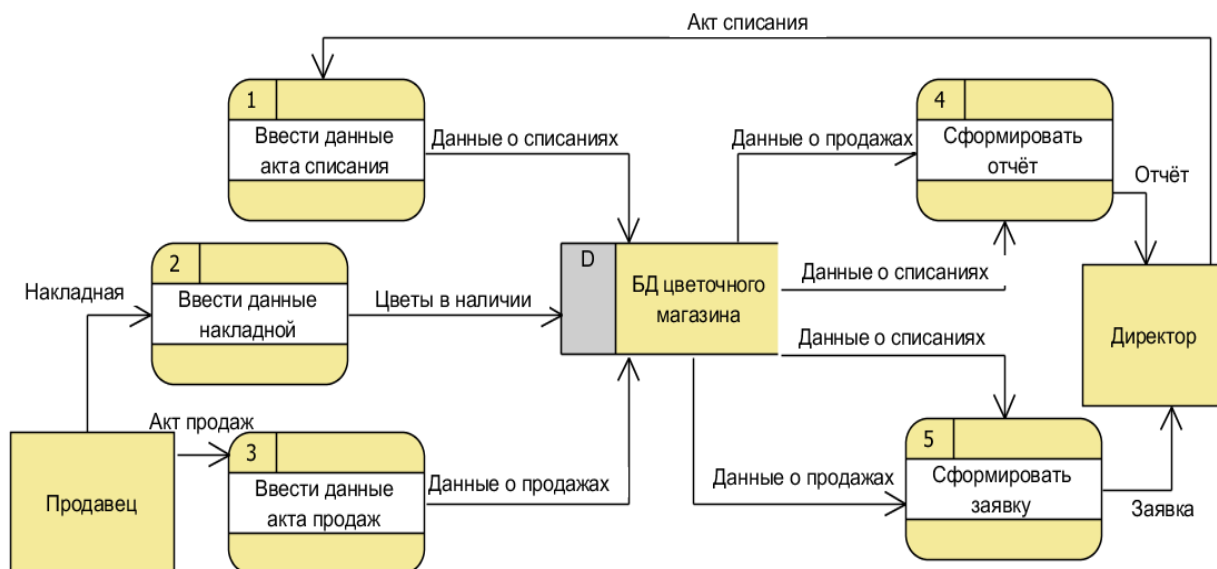 Акт списания
1
Ввести данные
акта списания
Данные о списаниях
Данные о продажах
4
Сформировать
отчёт
Отчёт
2
Ввести данные
накладной
Накладная
Цветы в наличии
D
БД цветочного
магазина
Данные о списаниях
Данные о списаниях
Директор
Акт продаж
3
Ввести данные
акта продаж
Продавец
Данные о продажах
Данные о продажах
5
Сформировать
заявку
Заявка